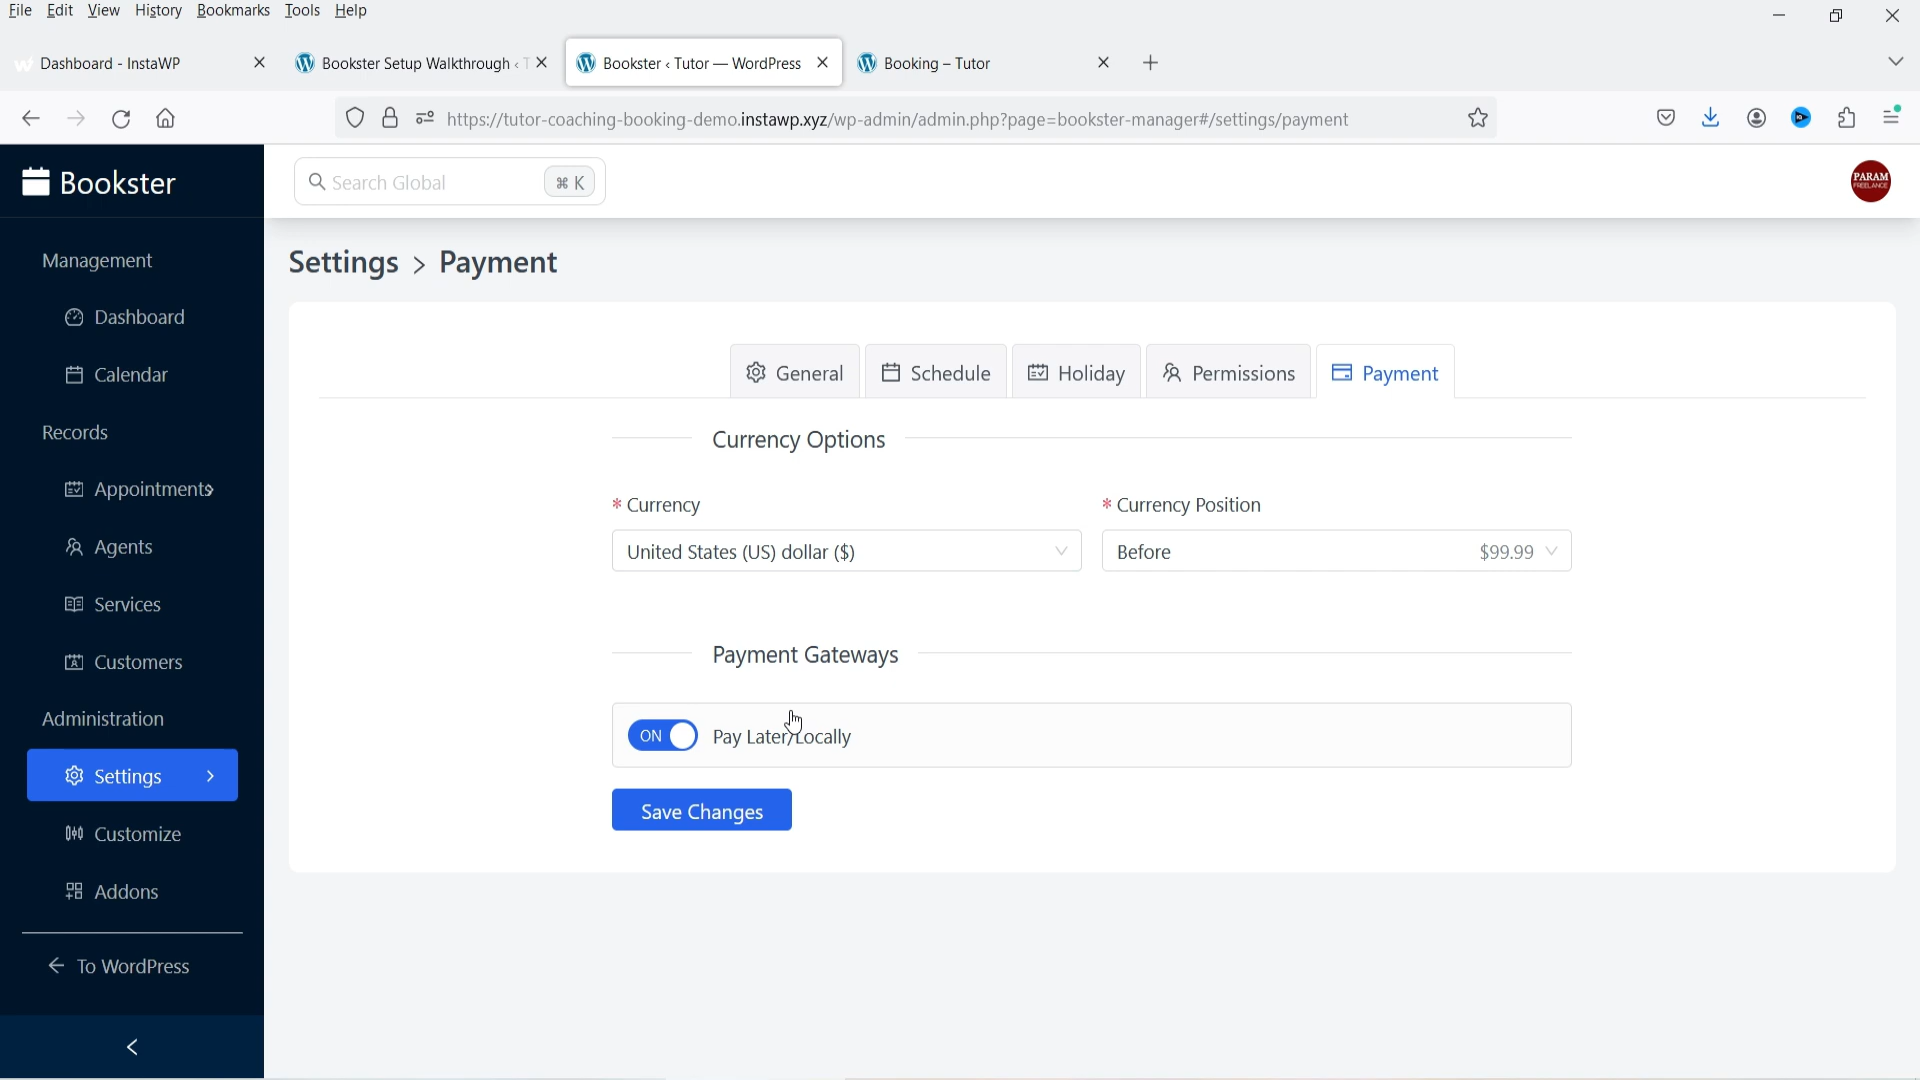 File Edit View History Bookmarks Tools Help
Dashboard - InstaWP
Bookster Setup Walkthrough ‹ T
Bookster ‹ Tutor — WordPress
Booking – Tutor
https://tutor-coaching-booking-demo.instawp.xyz/wp-admin/admin.php?page=bookster-manager#/settings/payment
Bookster
Search Global
⌘ K
PARAM
FREELANCE
Management
Dashboard
Calendar
Records
Appointments
Agents
Services
Customers
Administration
Settings
Customize
Addons
To WordPress
Settings > Payment
General
Schedule
Holiday
Permissions
Payment
Currency Options
* Currency
* Currency Position
United States (US) dollar ($)
Before $99.99
Payment Gateways
ON Pay Later/Locally
Save Changes